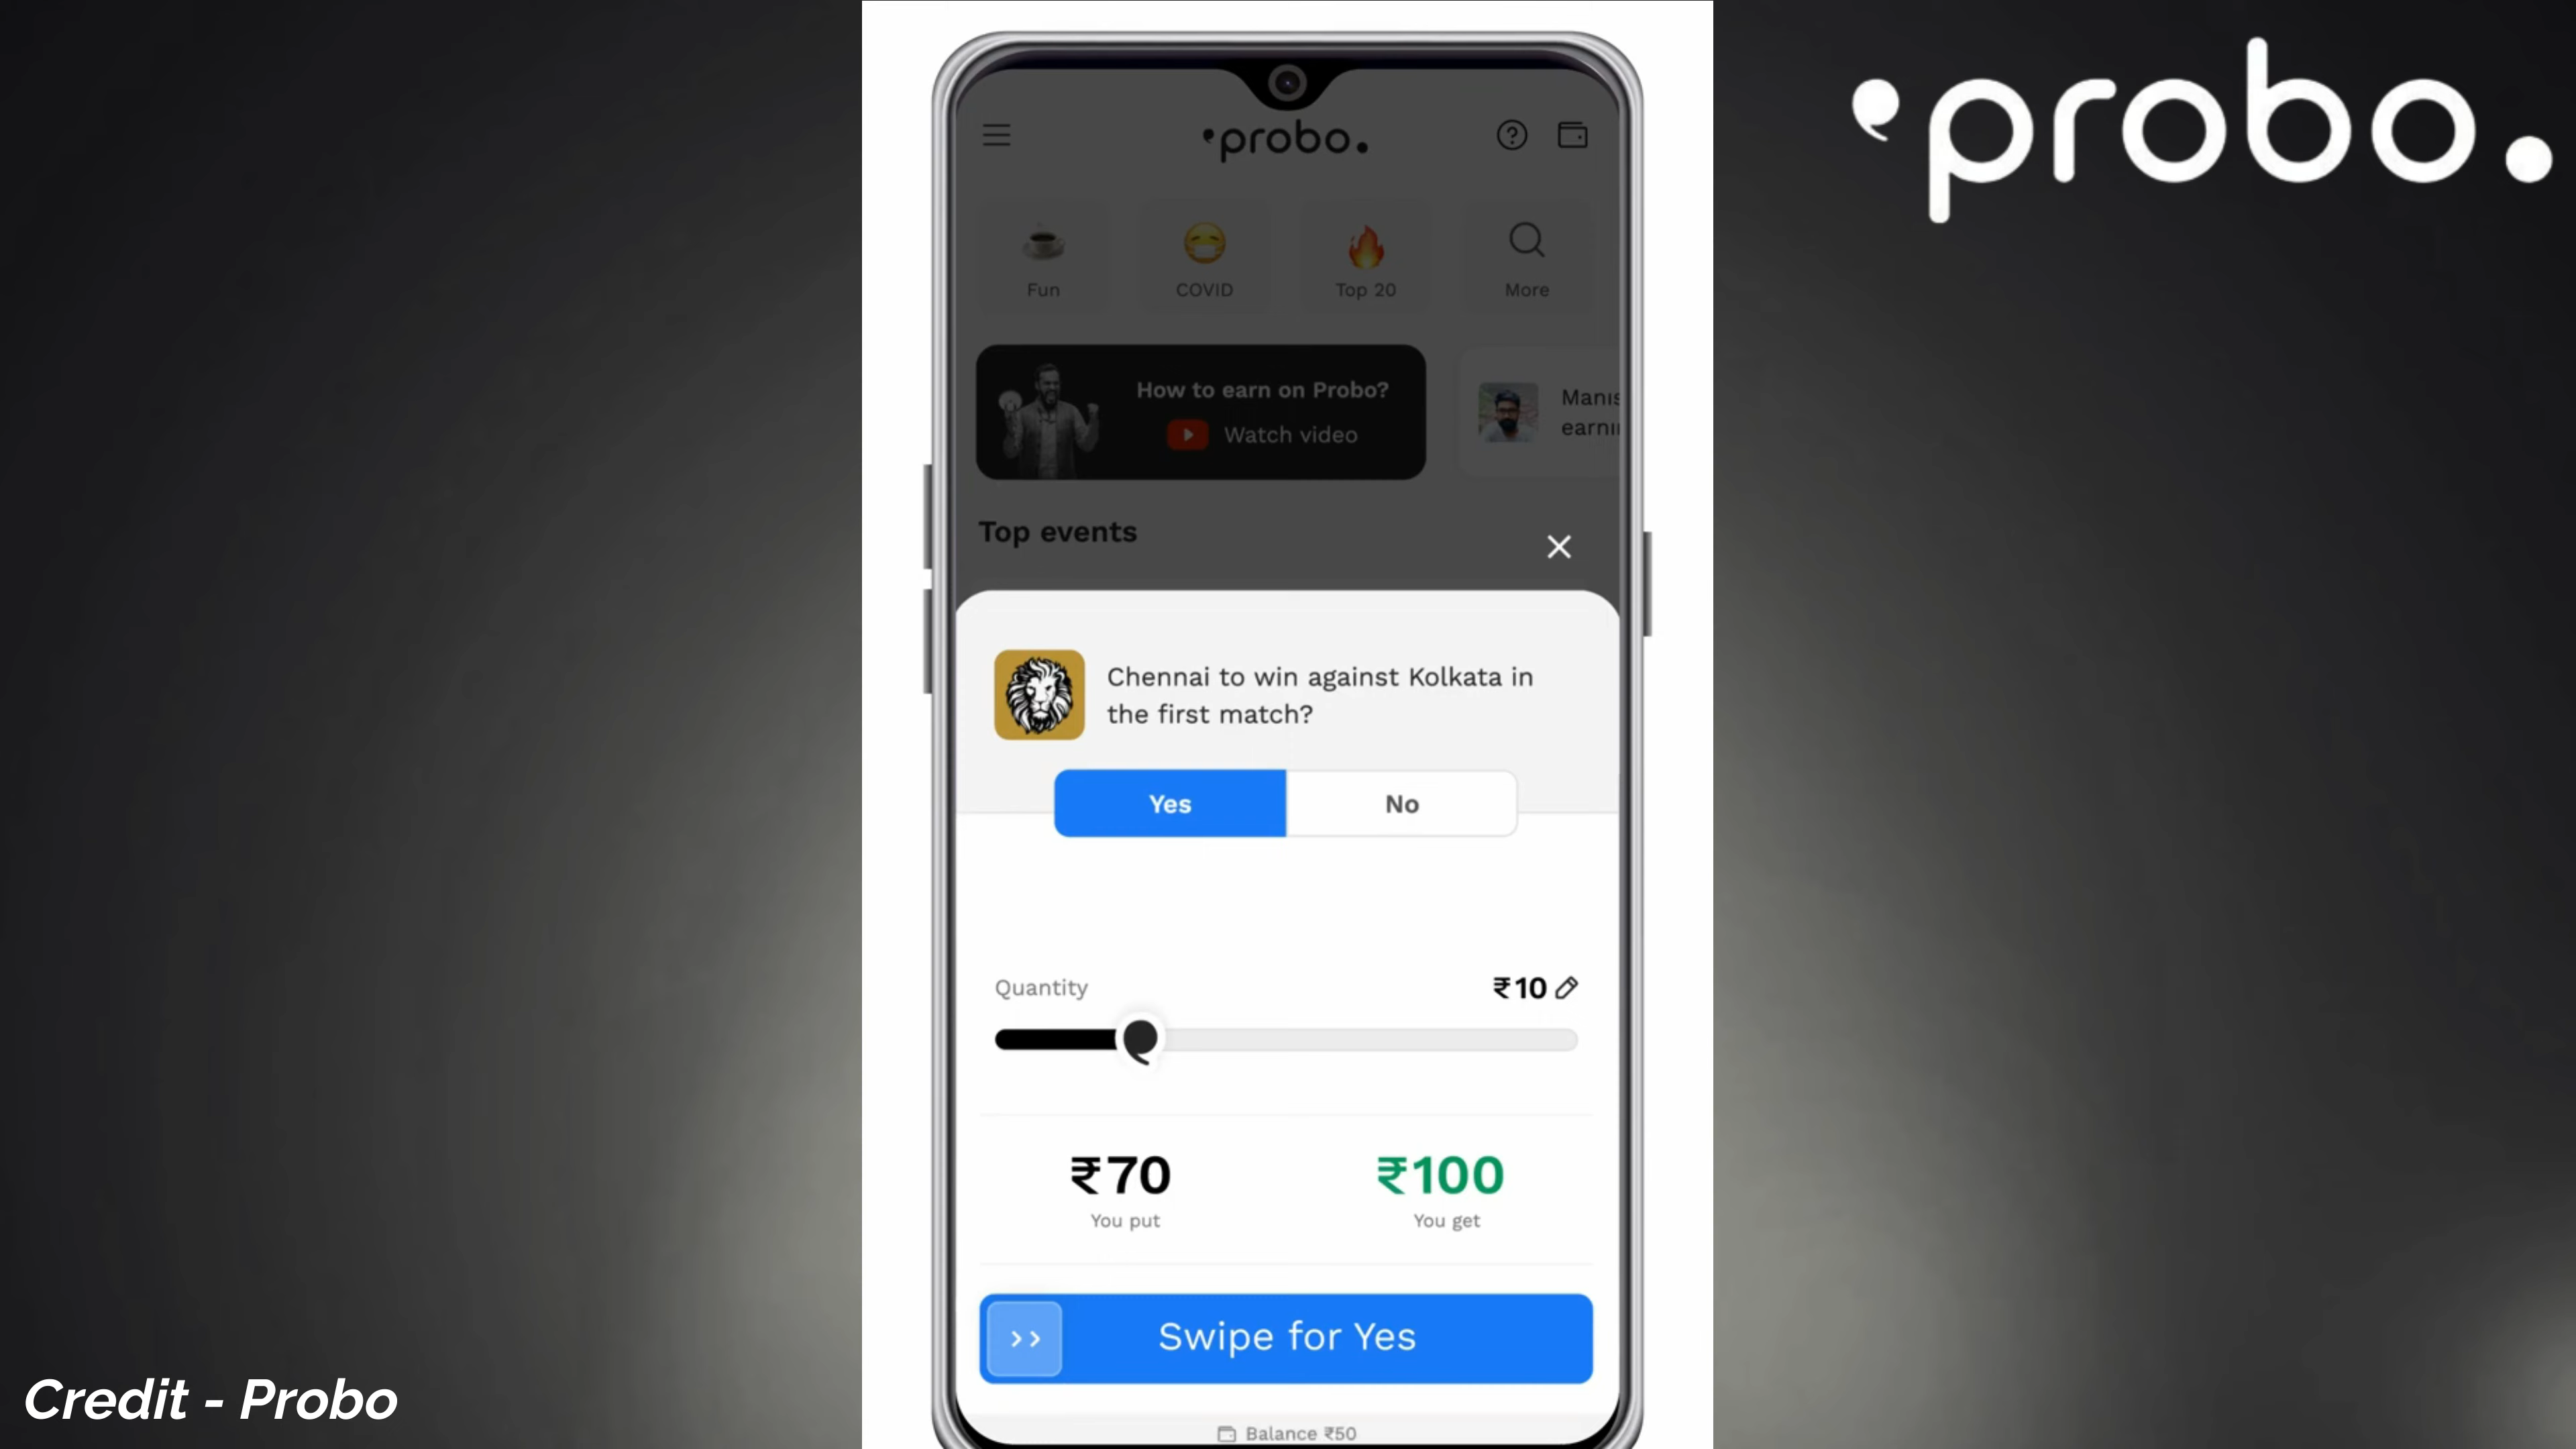 probo.
probo.
Fun
COVID
Top 20
More
How to earn on Probo?
Watch video
Top events
Chennai to win against Kolkata in
the first match?
Yes
No
Quantity
₹10
₹70
₹100
You put
You get
Swipe for Yes
Balance ₹50
Credit - Probo